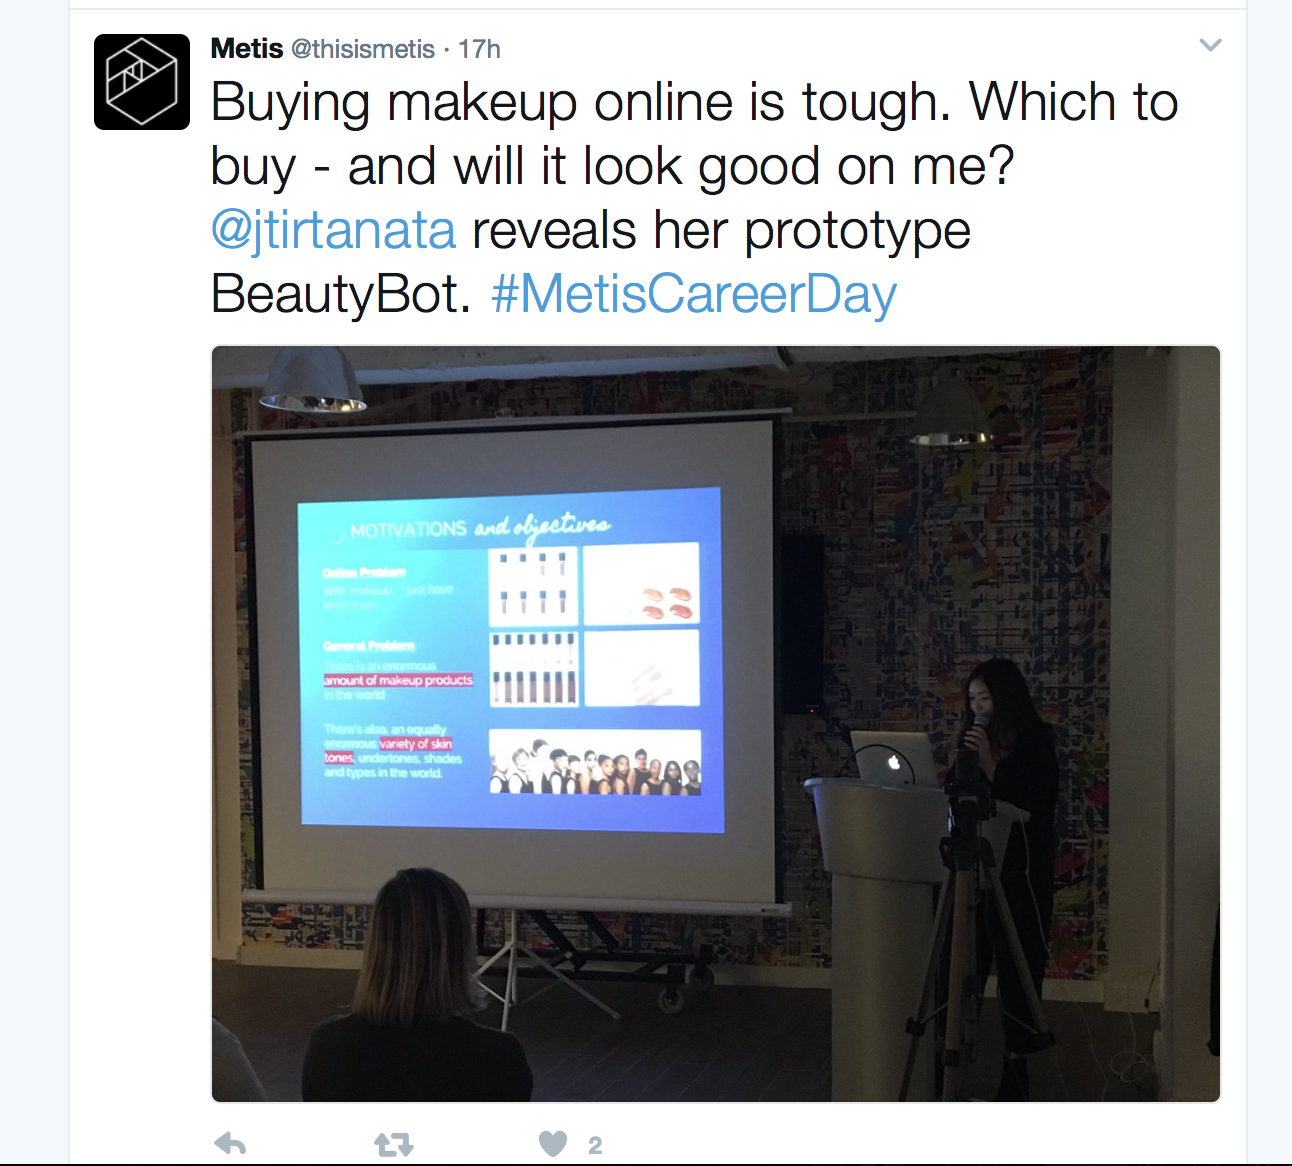 Metis @thisismetis · 17h
Buying makeup online is tough. Which to
buy - and will it look good on me?
@jtirtanata reveals her prototype
BeautyBot. #MetisCareerDay
MOTIVATIONS and objectives
Online Problem
with makeup, "I just have
General Problem
There is an enormous
amount of makeup products
in the world
There's also, an equally
enormous variety of skin
tones, undertones, shades
and types in the world.
2